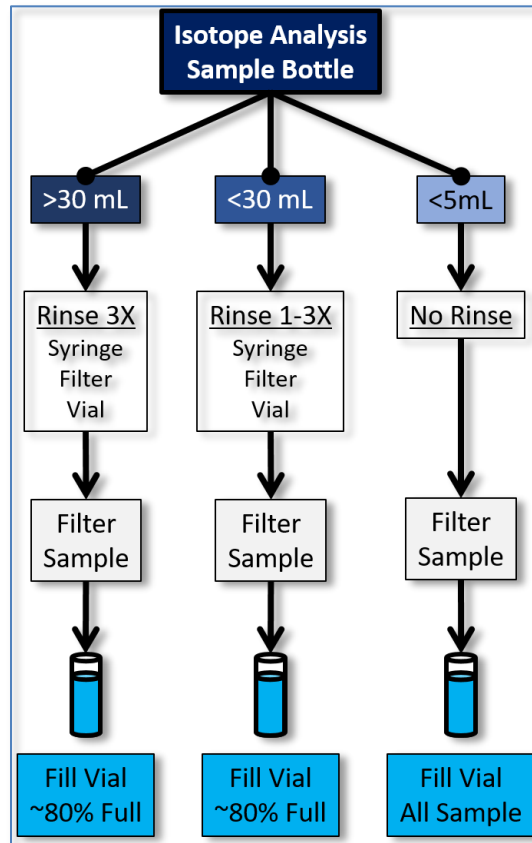 Isotope Analysis
Sample Bottle
>30 mL
<30 mL
<5mL
Rinse 3X
Syringe
Filter
Vial
Rinse 1-3X
Syringe
Filter
Vial
No Rinse
Filter
Sample
Filter
Sample
Filter
Sample
Fill Vial
~80% Full
Fill Vial
~80% Full
Fill Vial
All Sample